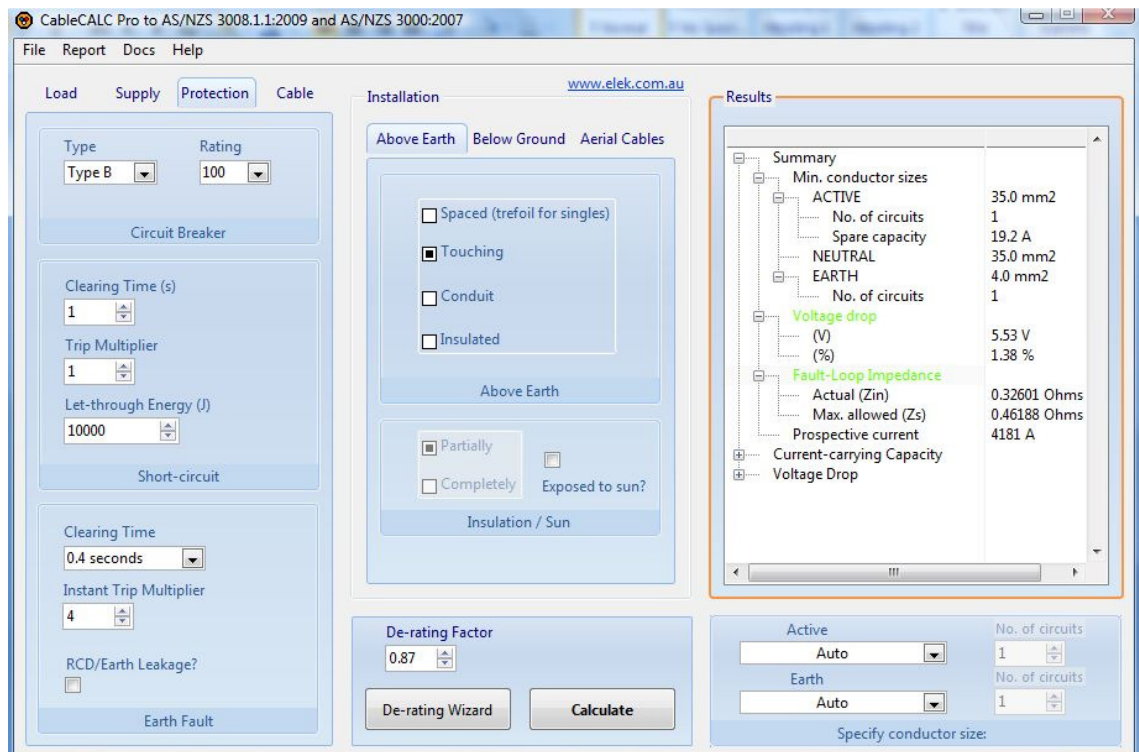 CableCALC Pro to AS/NZS 3008.1.1:2009 and AS/NZS 3000:2007
File Report Docs Help
Load Supply Protection Cable
Type Rating
Type B 100
Circuit Breaker
Clearing Time (s)
1
Trip Multiplier
1
Let-through Energy (J)
10000
Short-circuit
Clearing Time
0.4 seconds
Instant Trip Multiplier
4
RCD/Earth Leakage?
Earth Fault
www.elek.com.au
Installation
Above Earth Below Ground Aerial Cables
Spaced (trefoil for singles)
Touching
Conduit
Insulated
Above Earth
Partially
Completely Exposed to sun?
Insulation / Sun
De-rating Factor
0.87
De-rating Wizard Calculate
Results
Summary
Min. conductor sizes
ACTIVE 35.0 mm2
No. of circuits 1
Spare capacity 19.2 A
NEUTRAL 35.0 mm2
EARTH 4.0 mm2
No. of circuits 1
Voltage drop
(V) 5.53 V
(%) 1.38 %
Fault-Loop Impedance
Actual (Zin) 0.32601 Ohms
Max. allowed (Zs) 0.46188 Ohms
Prospective current 4181 A
Current-carrying Capacity
Voltage Drop
Active No. of circuits
Auto 1
Earth No. of circuits
Auto 1
Specify conductor size: